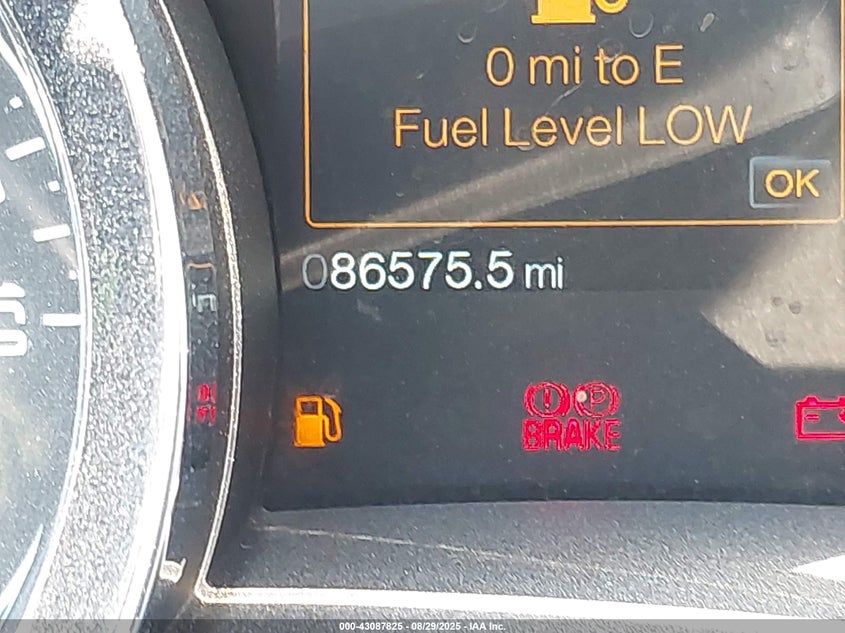 0 mi to E
Fuel Level LOW
OK
086575.5 mi
BRAKE
000-43087825 - 08/29/2025 - IAA Inc.